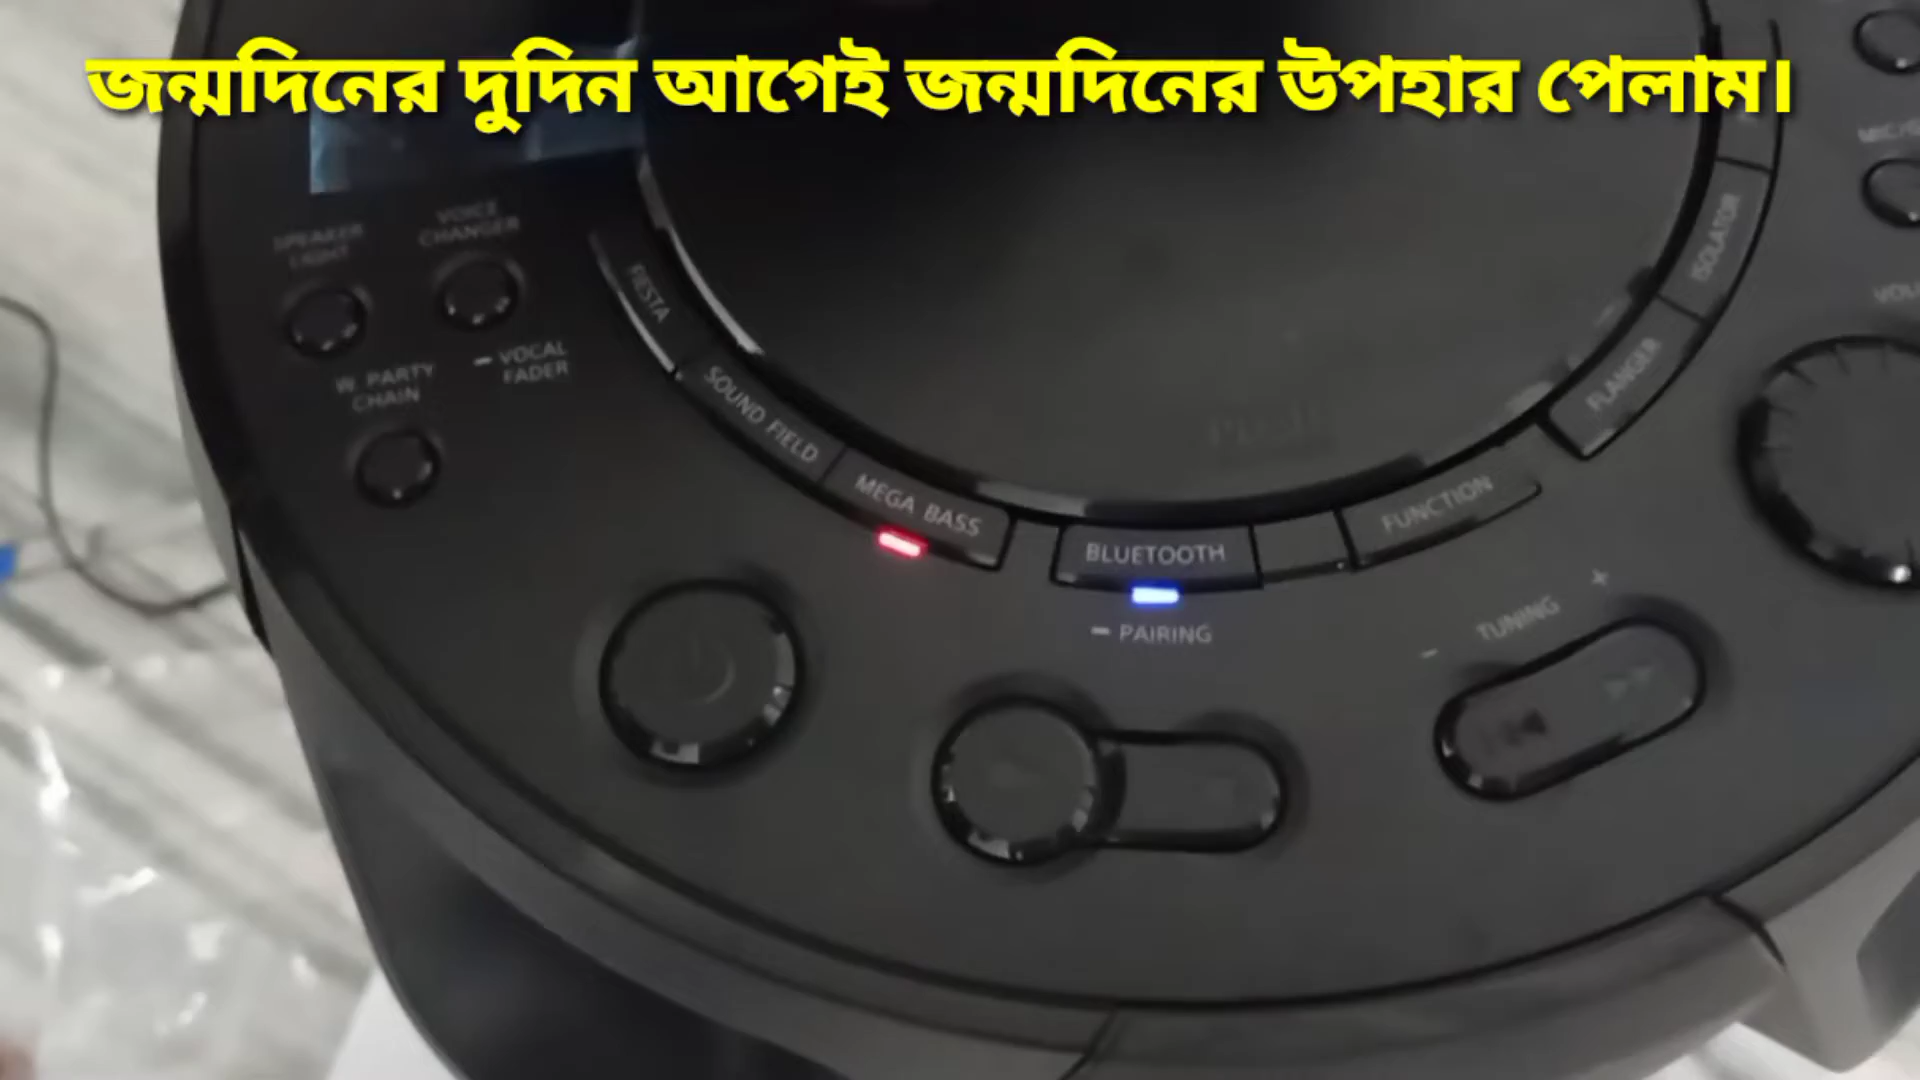 জন্মদিনের দুদিন আগেই জন্মদিনের উপহার পেলাম।
SPEAKER
LIGHT
VOICE
CHANGER
– VOCAL
FADER
W. PARTY
CHAIN
FIESTA
SOUND FIELD
MEGA BASS
BLUETOOTH
– PAIRING
FUNCTION
FLANGER
ISOLATOR
– TUNING +
PUSH